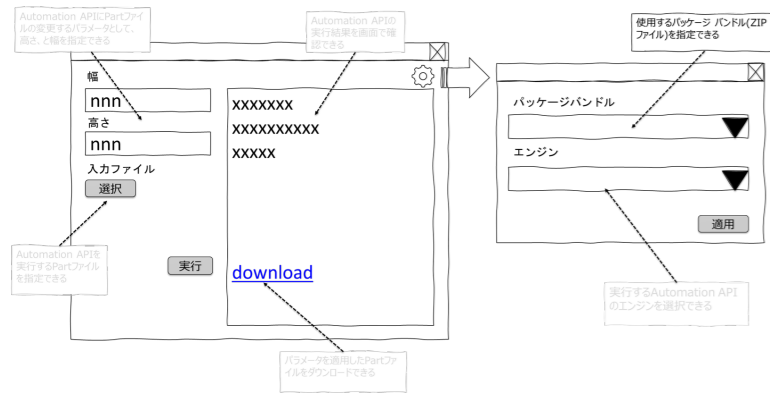 Automation APIにPartファイ
ルの変更するパラメータとして、
高さ、と幅を指定できる
Automation APIの
実行結果を画面で確
認できる
使用するパッケージ バンドル(ZIP
ファイル)を指定できる
幅
nnn
高さ
nnn
入力ファイル
選択
実行
xxxxxxx
xxxxxxxxxx
xxxxx
download
パッケージバンドル
エンジン
適用
Automation APIを
実行するPartファイル
を指定できる
実行するAutomation API
のエンジンを選択できる
パラメータを適用したPartファ
イルをダウンロードできる